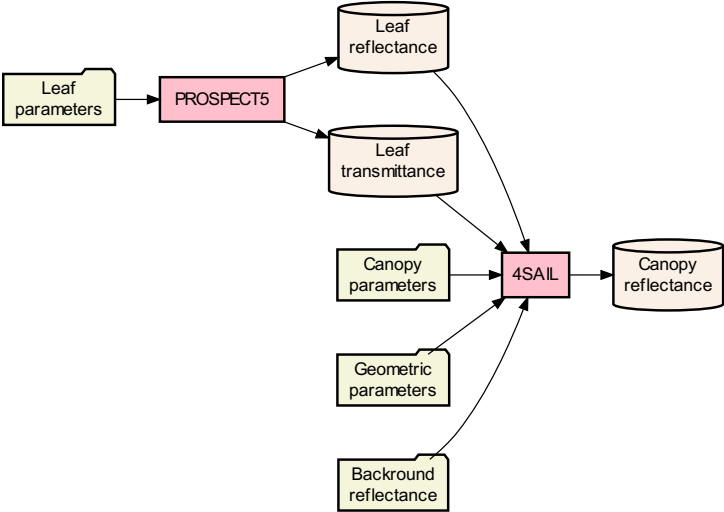 Leaf
reflectance
Leaf
parameters
PROSPECT5
Leaf
transmittance
Canopy
parameters
4SAIL
Canopy
reflectance
Geometric
parameters
Backround
reflectance